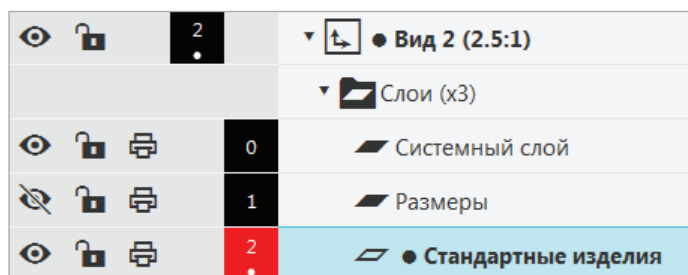 2 ● Вид 2 (2.5:1)
Слои (x3)
0 Системный слой
1 Размеры
2 ● Стандартные изделия